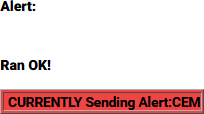 Alert:
Ran OK!
CURRENTLY Sending Alert:CEM